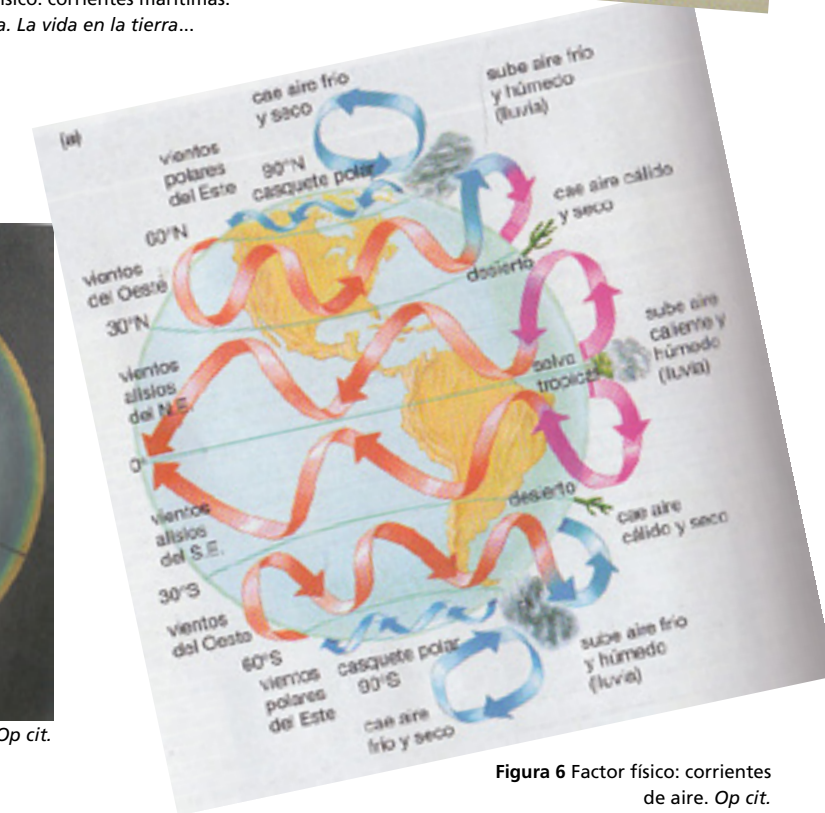 ísico: corrientes marítimas.
a. La vida en la tierra...
(a)
cae aire frío
y seco
sube aire frío
y húmedo
(lluvia)
vientos
polares
del Este
90°N
casquete polar
cae aire cálido
y seco
60°N
vientos
del Oeste
desierto
30°N
sube aire
caliente y
húmedo
(lluvia)
vientos
alisios
del N.E.
selva
tropical
0°
desierto
cae aire
cálido y seco
vientos
alisios
del S.E.
30°S
vientos
del Oeste
60°S
vientos
polares
del Este
casquete polar
90°S
sube aire frío
y húmedo
(lluvia)
cae aire
frío y seco
Op cit.
Figura 6 Factor físico: corrientes
de aire. Op cit.